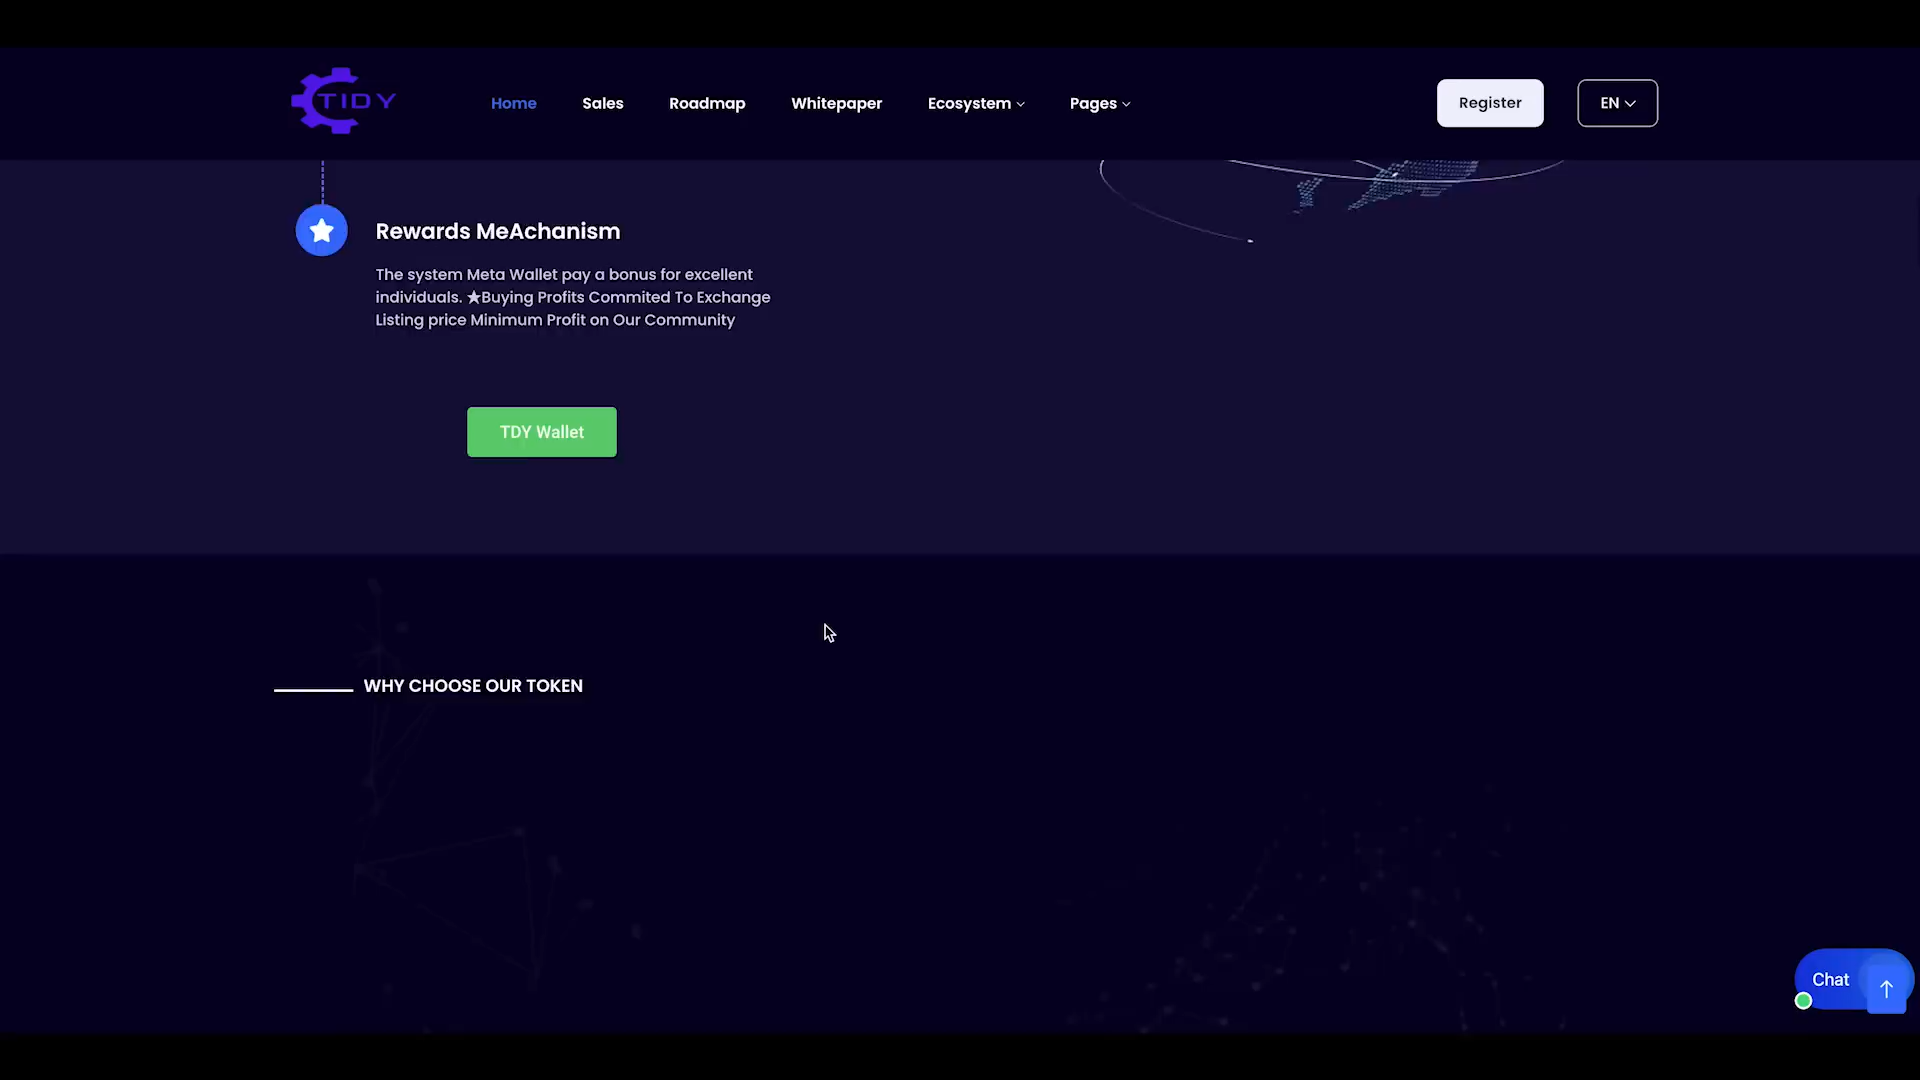 TIDY
Home
Sales
Roadmap
Whitepaper
Ecosystem
Pages
Register
EN
Rewards MeAchanism
The system Meta Wallet pay a bonus for excellent
individuals. ★Buying Profits Commited To Exchange
Listing price Minimum Profit on Our Community
TDY Wallet
WHY CHOOSE OUR TOKEN
Chat